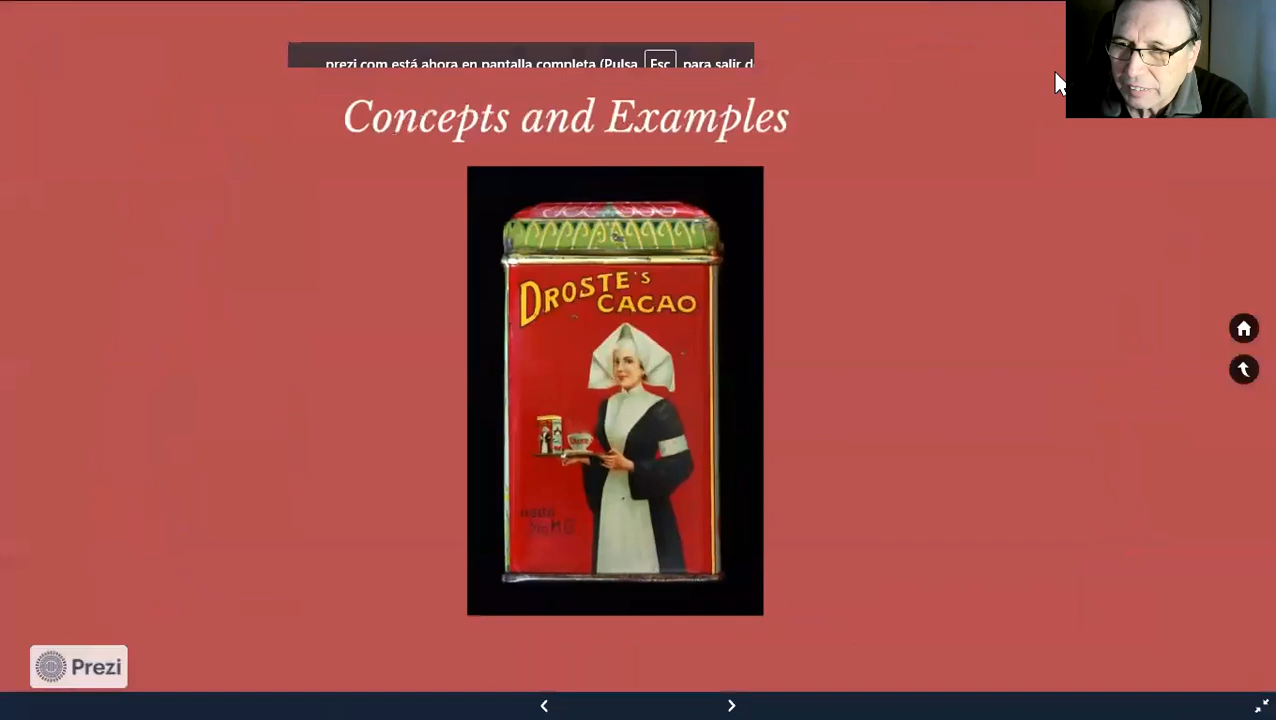 prezi.com está ahora en pantalla completa (Pulsa Esc para salir d
Concepts and Examples
DROSTE'S
CACAO
Prezi